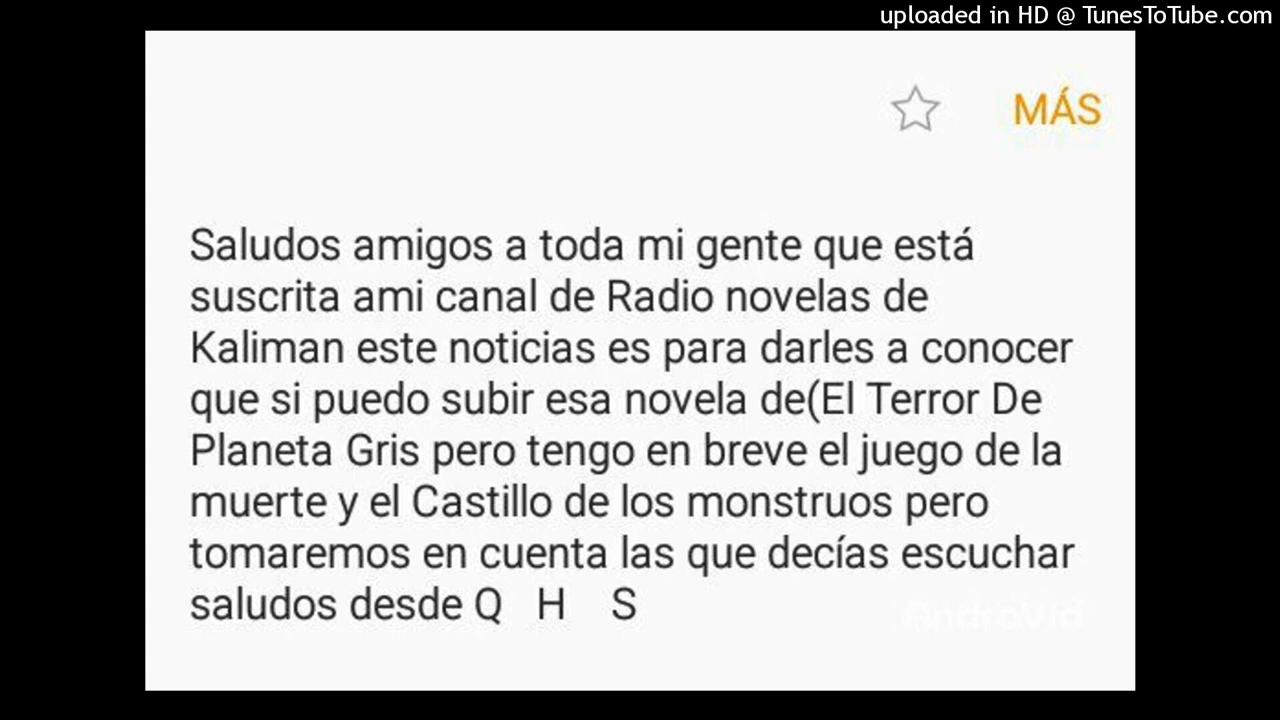 uploaded in HD @ TunesToTube.com
MÁS
Saludos amigos a toda mi gente que está
suscrita ami canal de Radio novelas de
Kaliman este noticias es para darles a conocer
que si puedo subir esa novela de(El Terror De
Planeta Gris pero tengo en breve el juego de la
muerte y el Castillo de los monstruos pero
tomaremos en cuenta las que decías escuchar
saludos desde Q H S
AndroVid